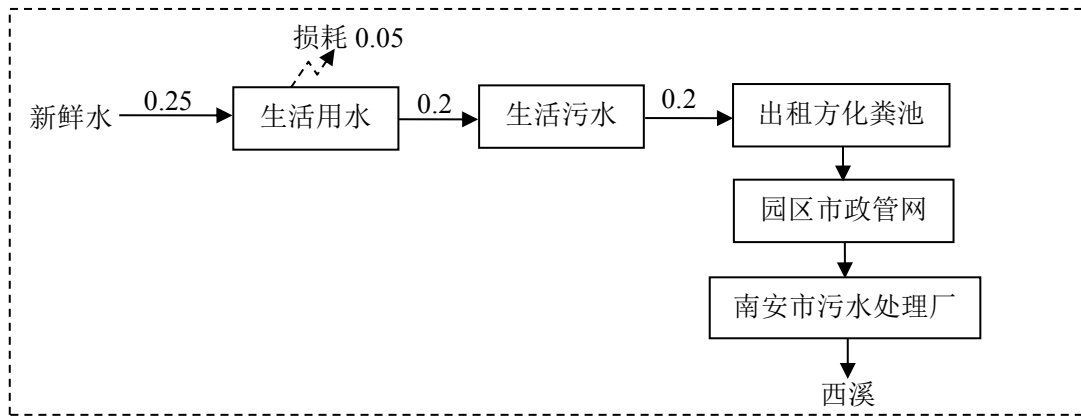 损耗 0.05
新鲜水
0.25
生活用水
0.2
生活污水
0.2
出租方化粪池
园区市政管网
南安市污水处理厂
西溪